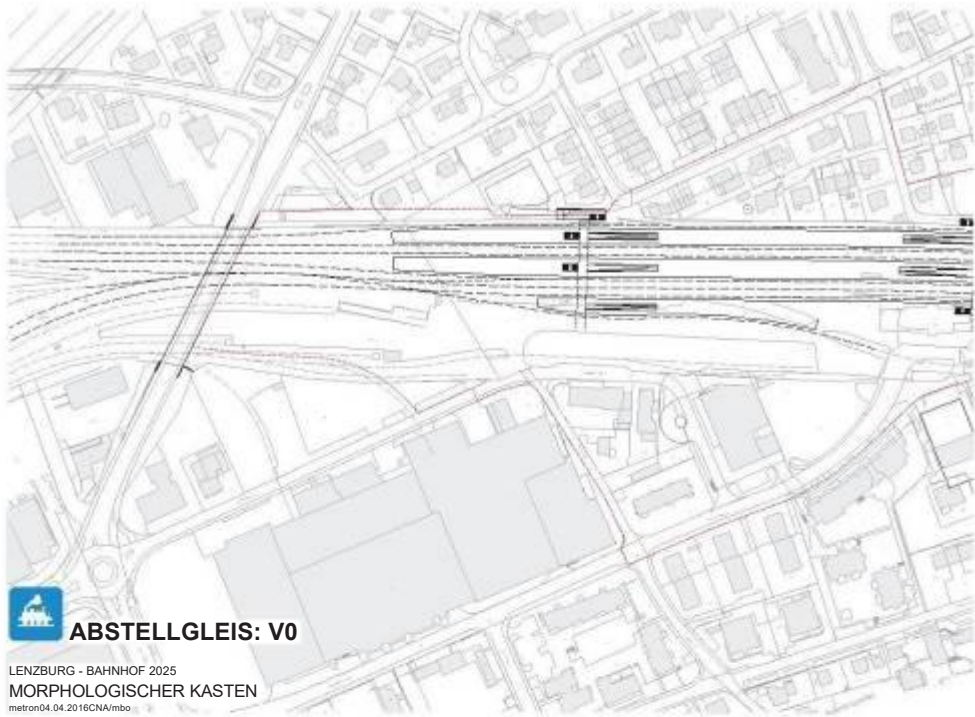 ABSTELLGLEIS: V0
LENZBURG - BAHNHOF 2025
MORPHOLOGISCHER KASTEN
metron04.04.2016CNA/mbo